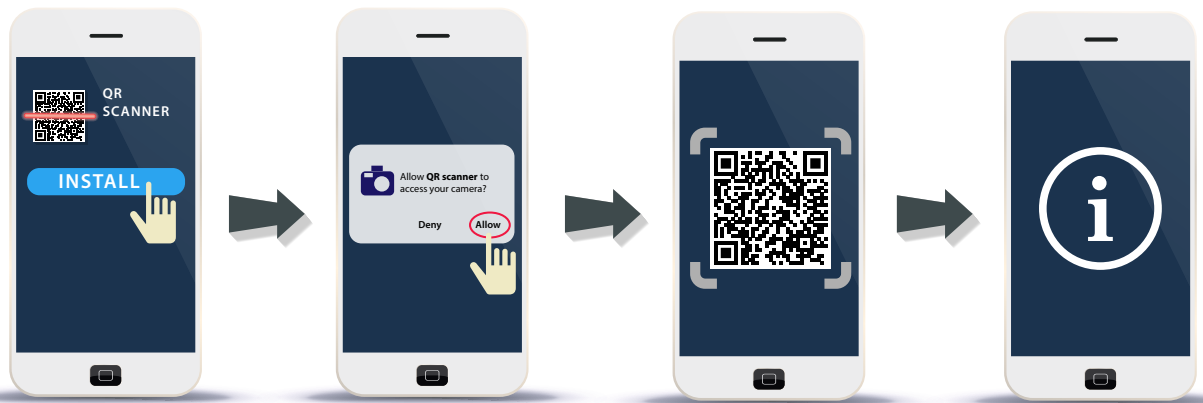 QR
SCANNER
INSTALL
Allow QR scanner to
access your camera?
Deny Allow
i